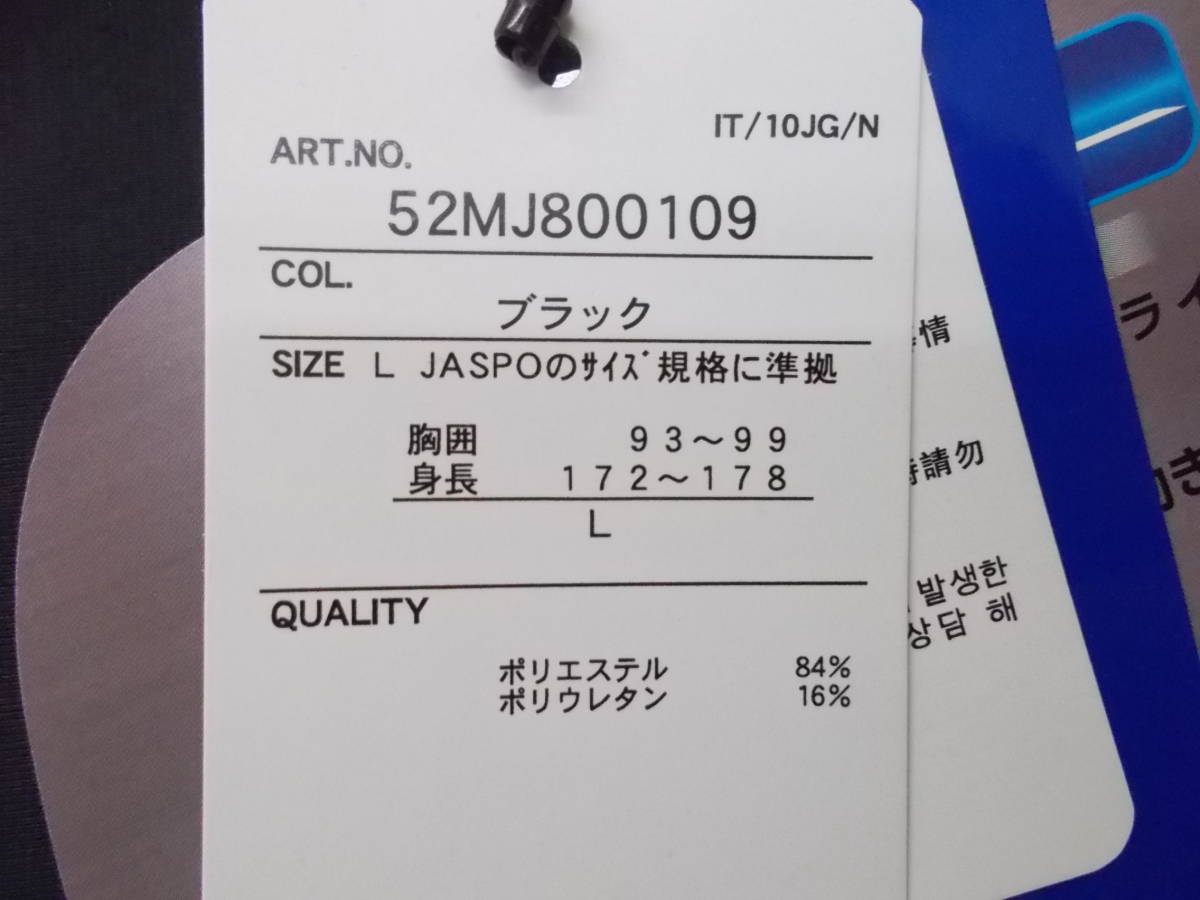 IT/10JG/N
ART.NO.
52MJ800109
COL.
ブラック
SIZE L JASPOのｻｲｽﾞ規格に準拠
胸囲 93～99
身長 172～178
L
QUALITY
ポリエステル 84%
ポリウレタン 16%
情
請勿
발생한
상담 해
ライ